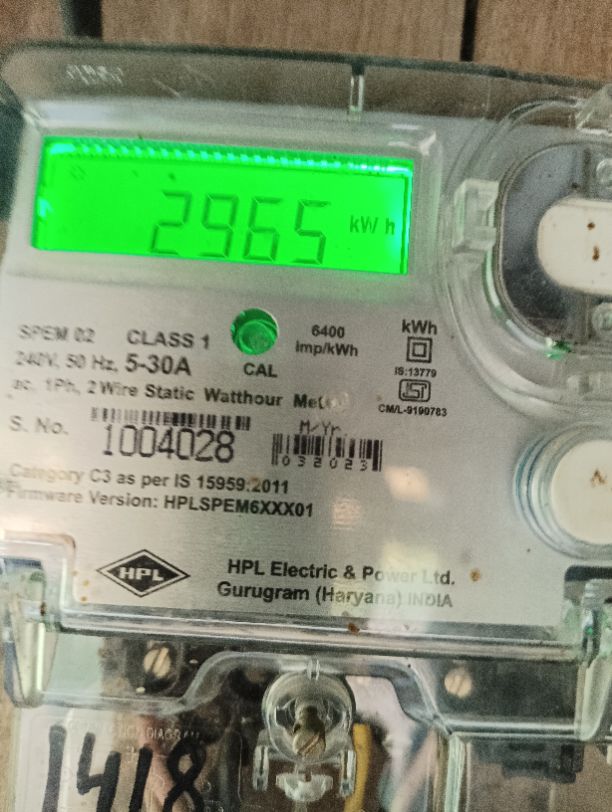 2965 kWh
SPEM 02 CLASS 1
6400
imp/kWh
kWh
240V, 50 Hz, 5-30A
CAL
IS:13779
ac, 1Ph, 2 Wire Static Watthour Meter
CM/L-9190783
S. No. 1004028
M/Yr
032023
Category C3 as per IS 15959:2011
Firmware Version: HPLSPEM6XXX01
HPL
HPL Electric & Power Ltd.
Gurugram (Haryana) INDIA
1418